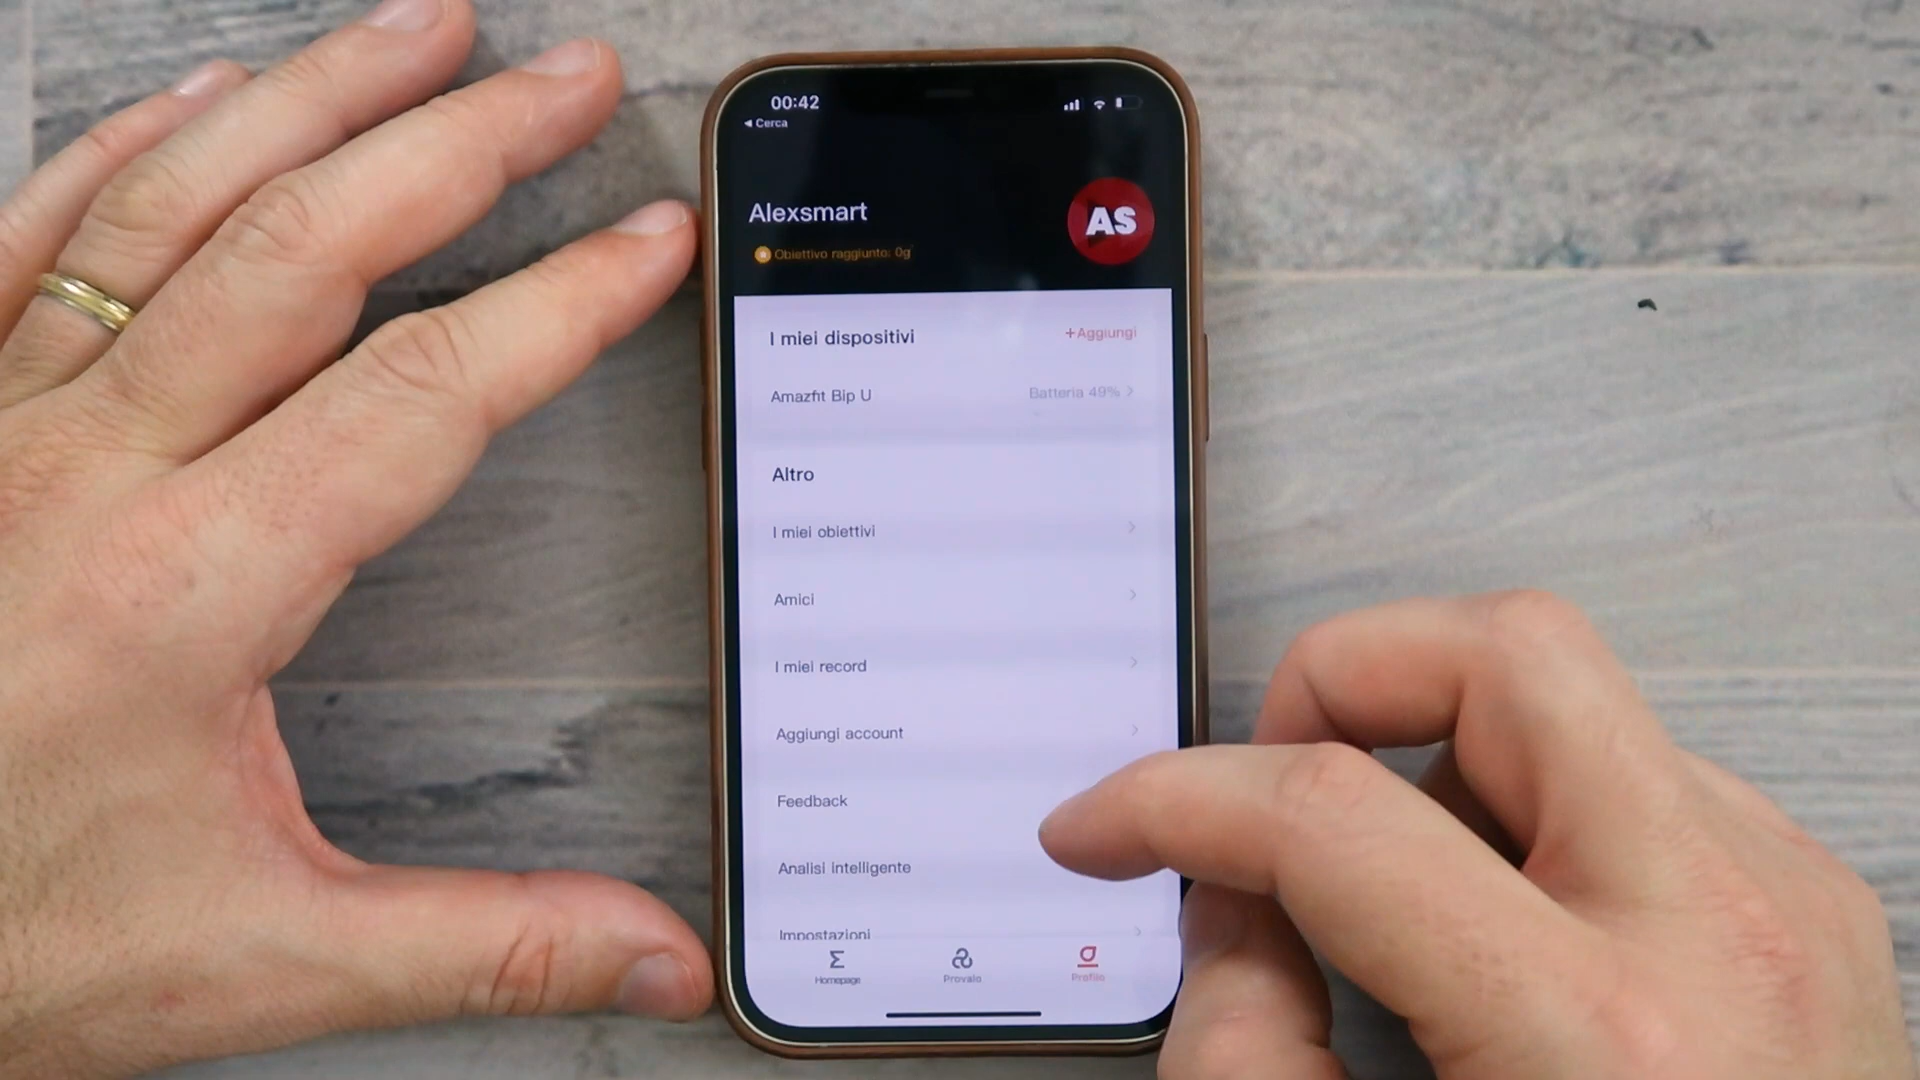 00:42
◀ Cerca
Alexsmart
AS
Obiettivo raggiunto: 0g
I miei dispositivi
+Aggiungi
Amazfit Bip U
Batteria 49%
Altro
I miei obiettivi
Amici
I miei record
Aggiungi account
Feedback
Analisi intelligente
Impostazioni
Homepage
Provalo
Profilo